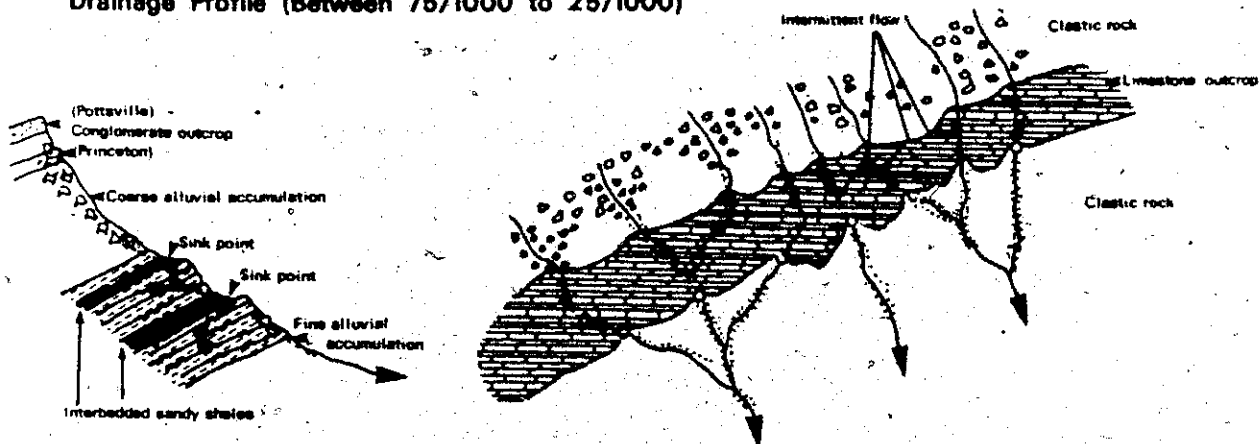 Drainage Profile (Between 75/1000 to 25/1000)
(Pottsville)
Conglomerate outcrop
(Princeton)
Coarse alluvial accumulation
Sink point
Sink point
Fine alluvial
accumulation
Interbedded sandy shales
Intermittent flow
Clastic rock
Limestone outcrop
Clastic rock